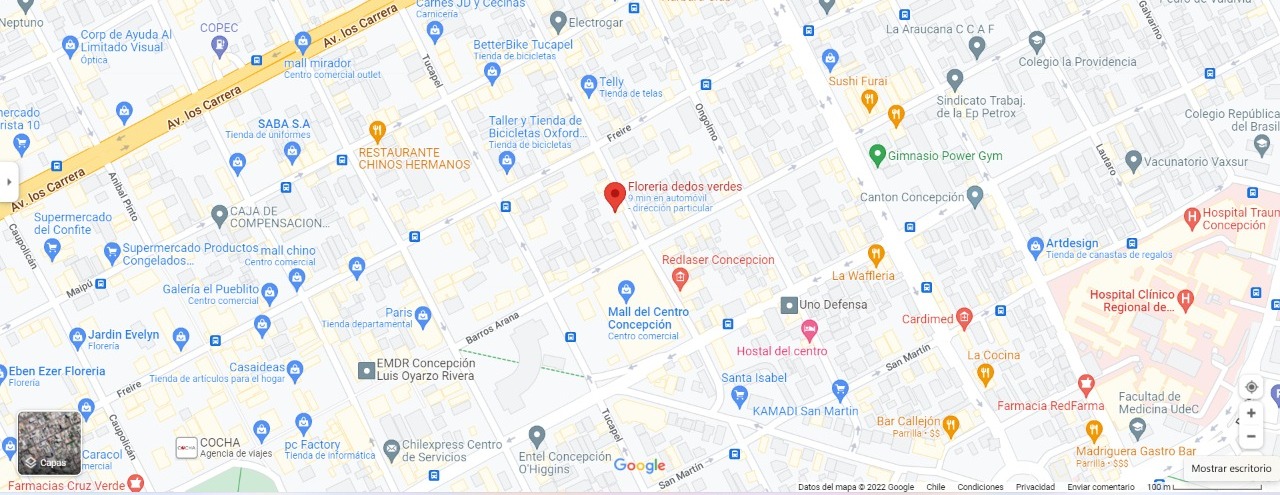 Neptuno
Carnes JD y Cecinas
Carnicería
Electrogar
Corp de Ayuda Al
Limitado Visual
Óptica
COPEC
Av. los Carrera
mall mirador
Centro comercial outlet
BetterBike Tucapel
Tienda de bicicletas
Tucapel
Telly
Tienda de telas
La Araucana C C A F
Colegio la Providencia
Galvarino
Sushi Furai
Sindicato Trabaj.
de la Ep Petrox
Colegio República
del Brasil
Av. los Carrera
SABA S.A
Tienda de uniformes
RESTAURANTE
CHINOS HERMANOS
Taller y Tienda de
Bicicletas Oxford...
Tienda de bicicletas
Freire
Ongolmo
Gimnasio Power Gym
Lautaro
Vacunatorio Vaxsur
Av. los Carrera
Aníbal Pinto
Floreria dedos verdes
9 min en automóvil
- dirección particular
Canton Concepción
Supermercado
del Confite
CAJA DE
COMPENSACION...
Hospital Traum
Concepción
Caupolicán
Supermercado Productos
Congelados...
mall chino
Centro comercial
Artdesign
Tienda de canastas de regalos
Redlaser Concepcion
La Waffleria
Maipú
Galería el Pueblito
Centro comercial
Hospital Clínico
Regional de...
Paris
Tienda departamental
Mall del Centro
Concepción
Centro comercial
Uno Defensa
Cardimed
Jardin Evelyn
Florería
Barros Arana
Hostal del centro
San Martín
La Cocina
Eben Ezer Floreria
Florería
Casaideas
Tienda de artículos para el hogar
EMDR Concepción
Luis Oyarzo Rivera
Freire
Santa Isabel
KAMADI San Martin
Farmacia RedFarma
Facultad de
Medicina UdeC
Capas
Caracol
comercial
Caupolicán
COCHA
COCHA
Agencia de viajes
pc Factory
Tienda de informática
Chilexpress Centro
de Servicios
Tucapel
Entel Concepción
O'Higgins
Bar Callejón
Parrilla • $$
Madriguera Gastro Bar
Parrilla • $$$
Farmacias Cruz Verde
Google
San Martín
Mostrar escritorio
Datos del mapa © 2022 Google
Chile
Condiciones
Privacidad
Enviar comentario
100 m